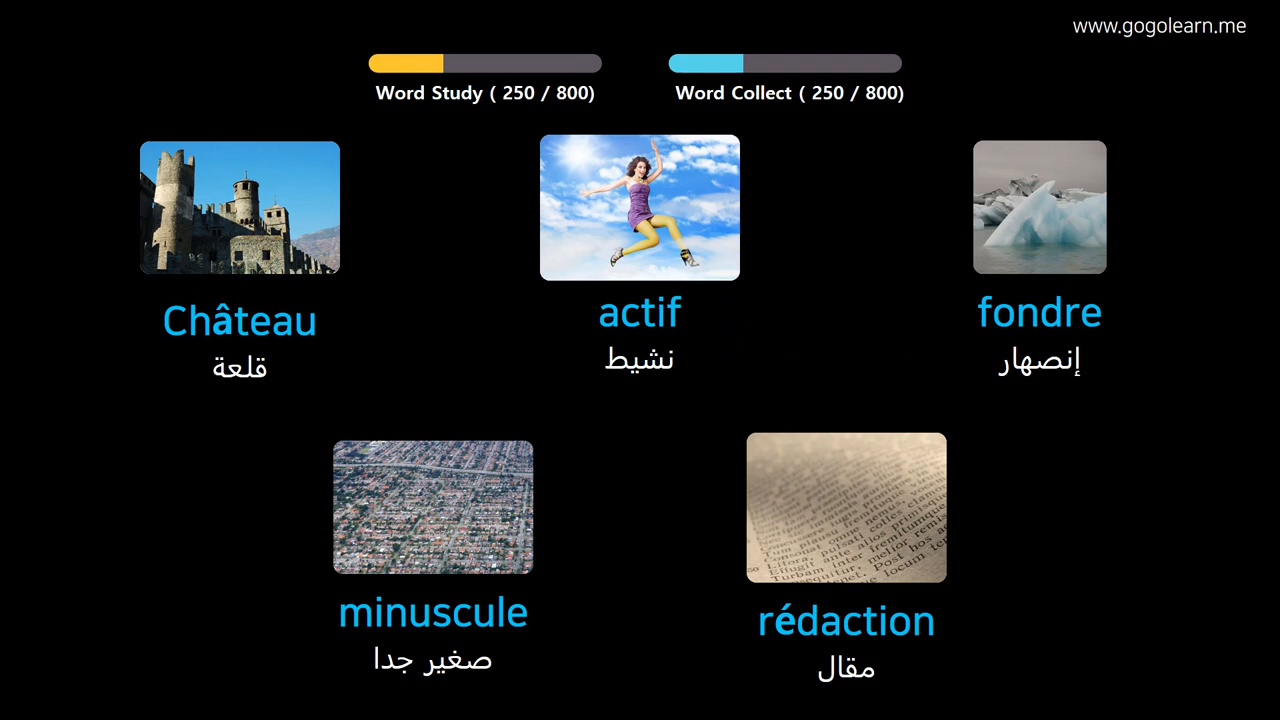 www.gogolearn.me
Word Study ( 250 / 800)
Word Collect ( 250 / 800)
Château
قلعة
actif
نشيط
fondre
إنصهار
minuscule
صغير جدا
rédaction
مقال